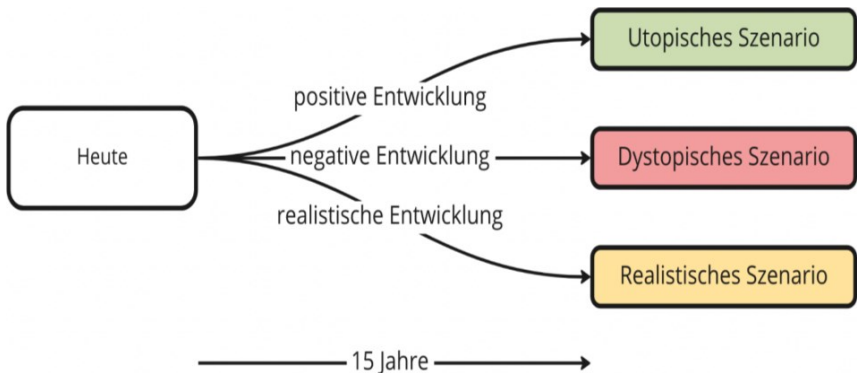 Utopisches Szenario
positive Entwicklung
Heute
negative Entwicklung
Dystopisches Szenario
realistische Entwicklung
Realistisches Szenario
15 Jahre